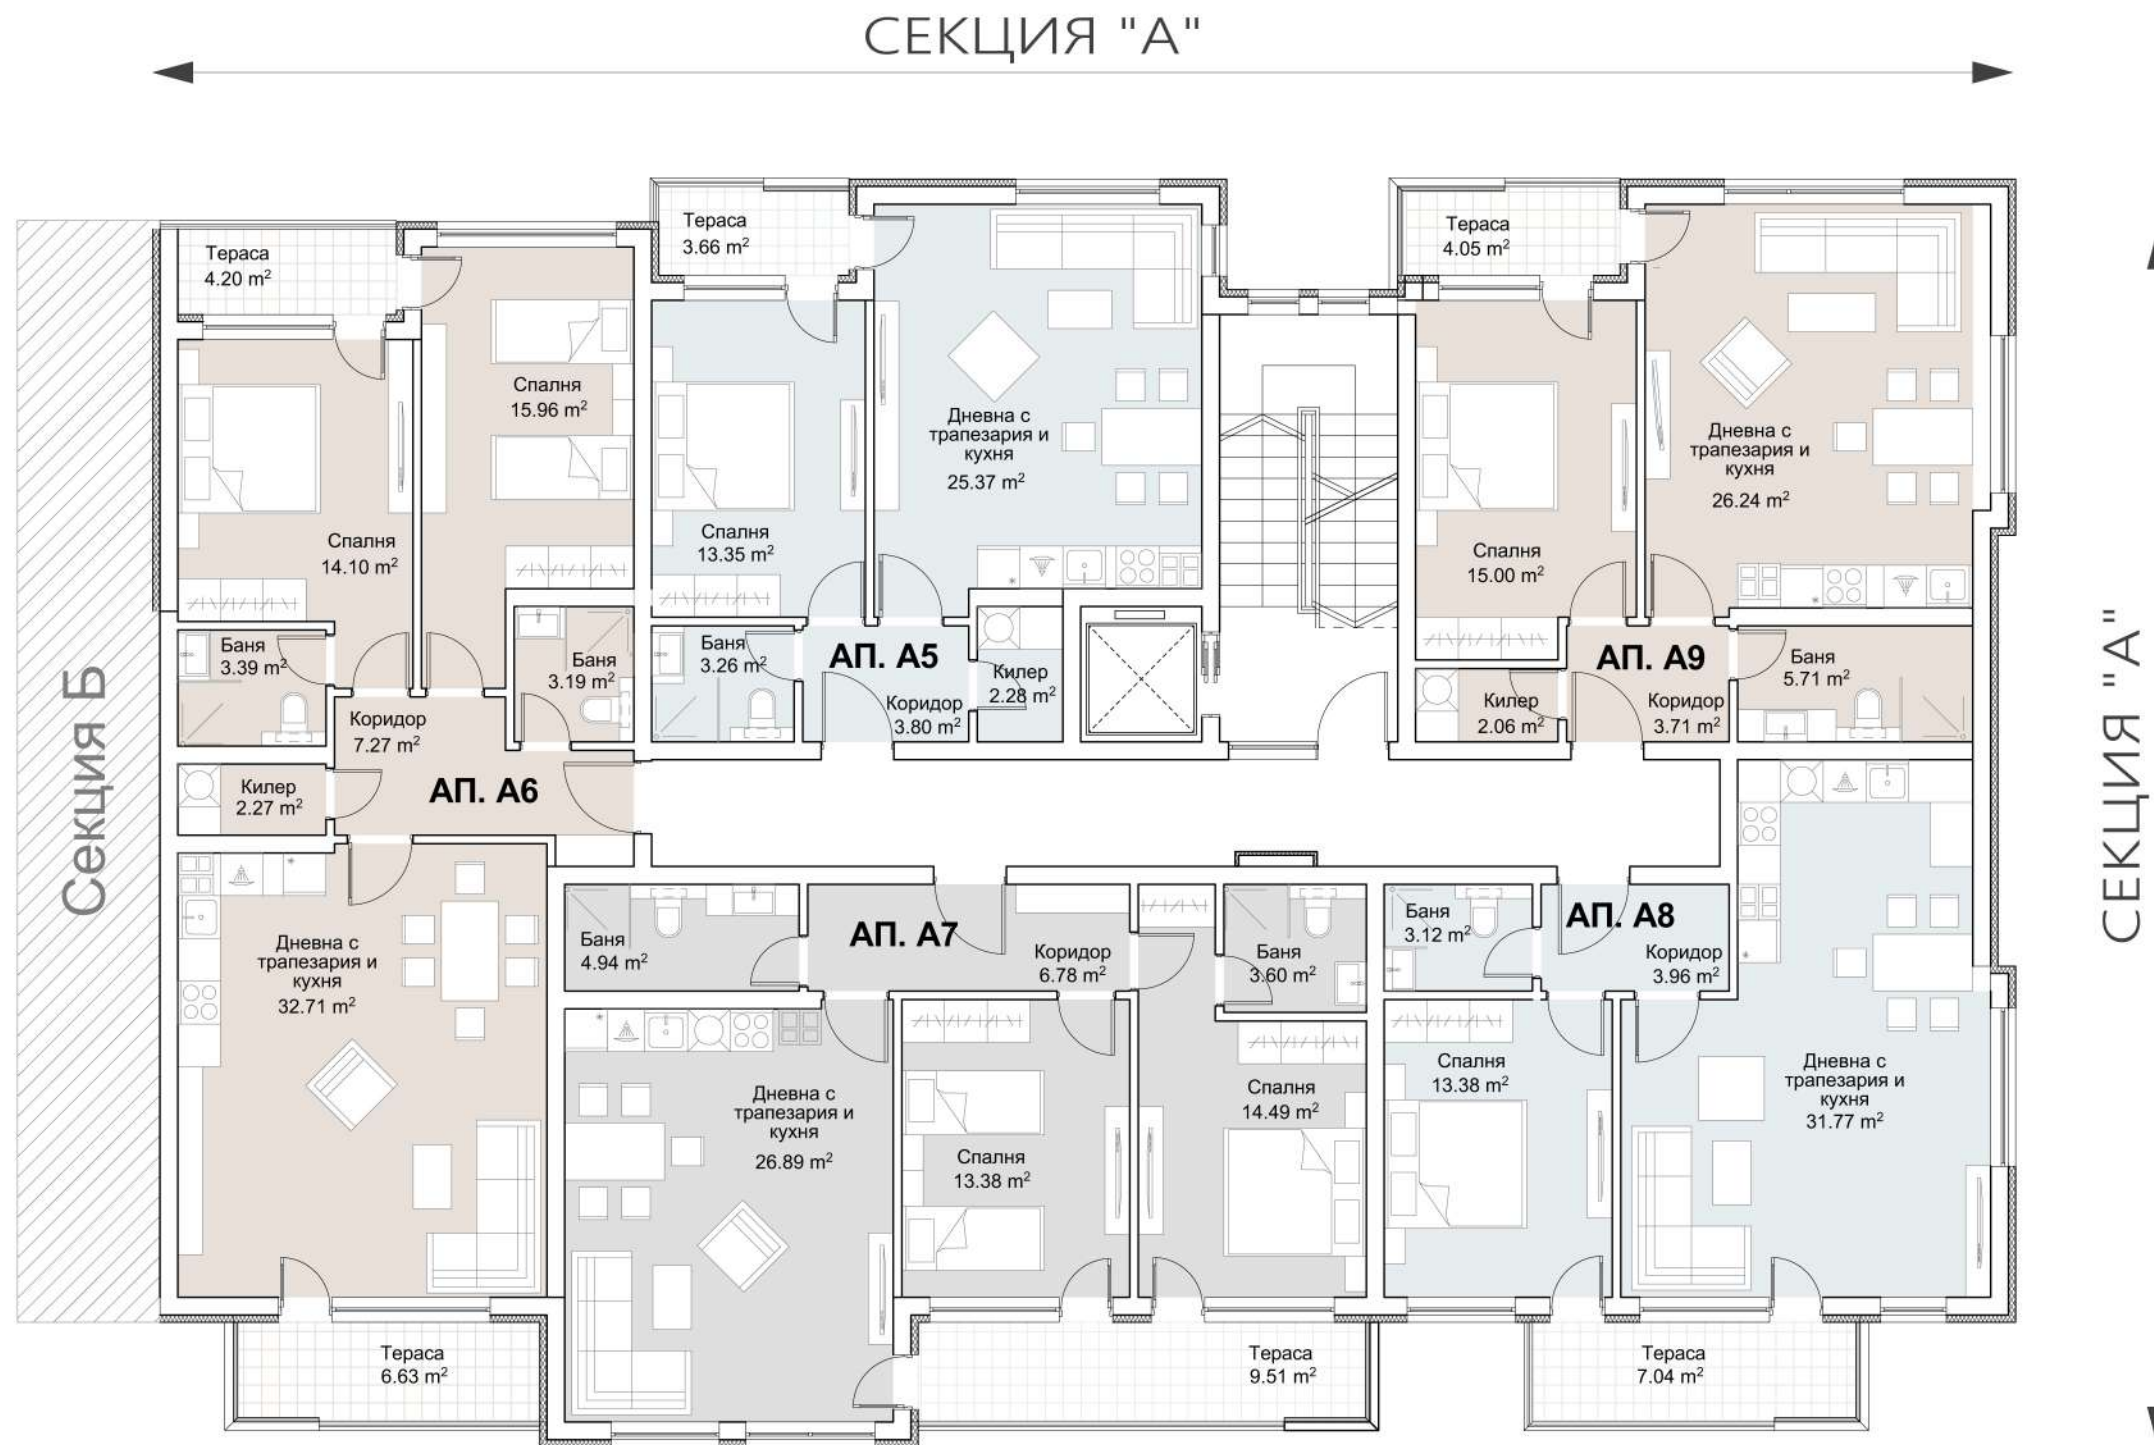 СЕКЦИЯ "А"
Секция Б
СЕКЦИЯ "А"
Тераса
4.20 m²
Спалня
14.10 m²
Спалня
15.96 m²
Баня
3.39 m²
Баня
3.19 m²
Коридор
7.27 m²
Килер
2.27 m²
АП. А6
Дневна с
трапезария и
кухня
32.71 m²
Тераса
6.63 m²
Тераса
3.66 m²
Спалня
13.35 m²
Дневна с
трапезария и
кухня
25.37 m²
Баня
3.26 m²
АП. А5
Коридор
3.80 m²
Килер
2.28 m²
Тераса
4.05 m²
Спалня
15.00 m²
Дневна с
трапезария и
кухня
26.24 m²
АП. А9
Килер
2.06 m²
Коридор
3.71 m²
Баня
5.71 m²
Баня
4.94 m²
АП. А7
Коридор
6.78 m²
Баня
3.60 m²
Дневна с
трапезария и
кухня
26.89 m²
Спалня
13.38 m²
Спалня
14.49 m²
Тераса
9.51 m²
Баня
3.12 m²
АП. А8
Коридор
3.96 m²
Спалня
13.38 m²
Дневна с
трапезария и
кухня
31.77 m²
Тераса
7.04 m²